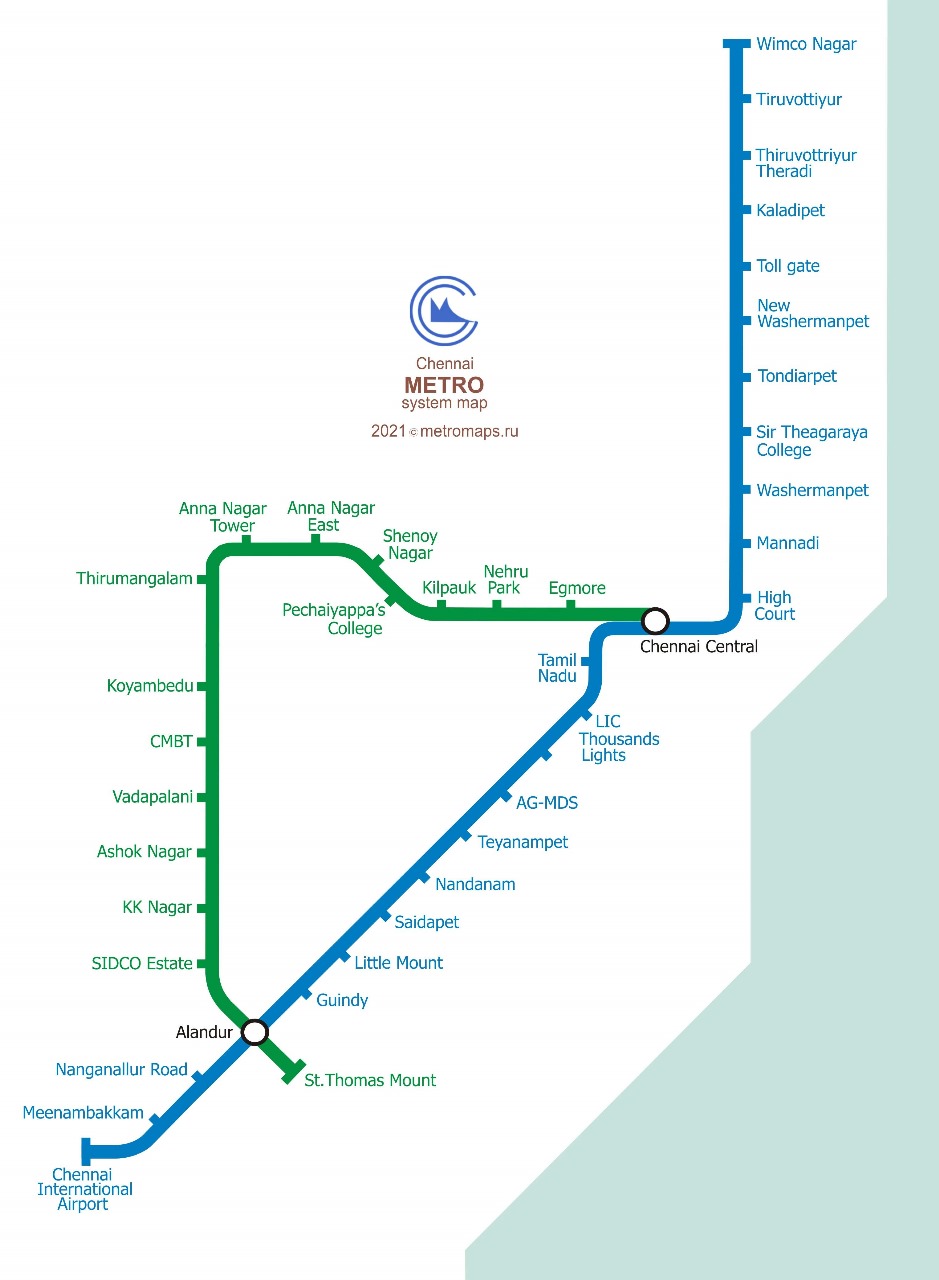 Wimco Nagar
Tiruvottiyur
Thiruvottriyur
Theradi
Kaladipet
Toll gate
New
Washermanpet
Tondiarpet
Sir Theagaraya
College
Washermanpet
Mannadi
High
Court
Chennai
METRO
system map
2021 © metromaps.ru
Anna Nagar
Tower
Anna Nagar
East
Shenoy
Nagar
Thirumangalam
Pechaiyappa's
College
Kilpauk
Nehru
Park
Egmore
Chennai Central
Tamil
Nadu
LIC
Thousands
Lights
AG-MDS
Teyanampet
Nandanam
Saidapet
Little Mount
Guindy
Koyambedu
CMBT
Vadapalani
Ashok Nagar
KK Nagar
SIDCO Estate
Alandur
St.Thomas Mount
Nanganallur Road
Meenambakkam
Chennai
International
Airport